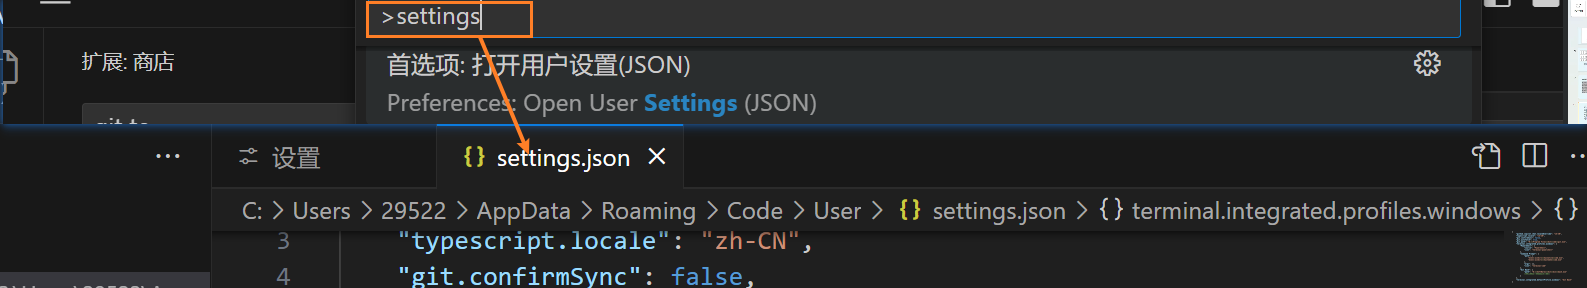 >settings
扩展: 商店
首选项: 打开用户设置(JSON)
Preferences: Open User Settings (JSON)
设置
{} settings.json ×
C: > Users > 29522 > AppData > Roaming > Code > User > {} settings.json > {} terminal.integrated.profiles.windows > {}
3 "typescript.locale": "zh-CN",
4 "git.confirmSync": false,